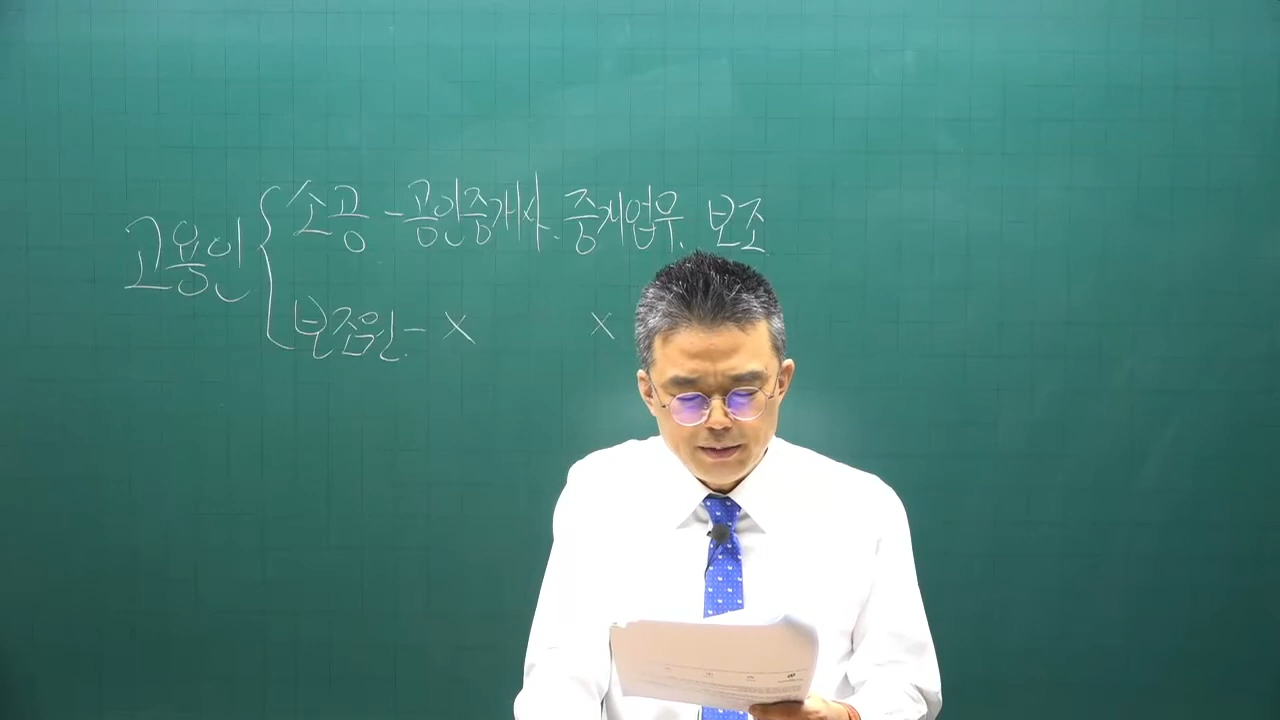 고용인
소공 - 공인중개사. 중개업무. 보조
보조원 - x x